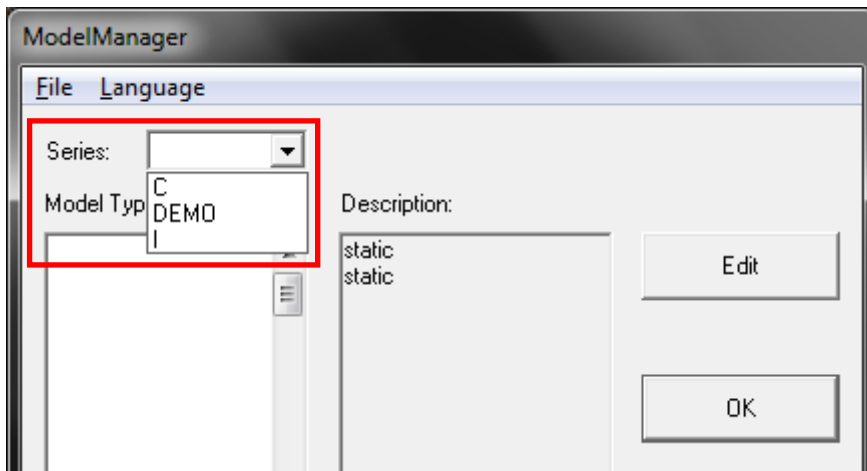 ModelManager
File Language
Series:
C
DEMO
I
Model Typ
Description:
static
static
Edit
OK